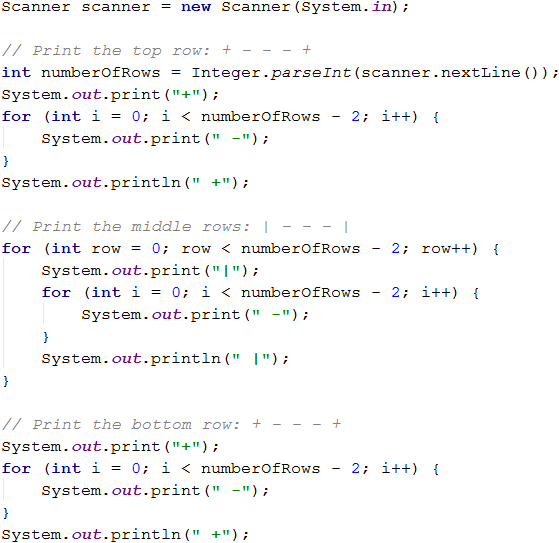 Scanner scanner = new Scanner(System.in);

// Print the top row: + - - - +
int numberOfRows = Integer.parseInt(scanner.nextLine());
System.out.print("+");
for (int i = 0; i < numberOfRows - 2; i++) {
    System.out.print(" -");
}
System.out.println(" +");

// Print the middle rows: | - - - |
for (int row = 0; row < numberOfRows - 2; row++) {
    System.out.print("|");
    for (int i = 0; i < numberOfRows - 2; i++) {
        System.out.print(" -");
    }
    System.out.println(" |");
}

// Print the bottom row: + - - - +
System.out.print("+");
for (int i = 0; i < numberOfRows - 2; i++) {
    System.out.print(" -");
}
System.out.println(" +");